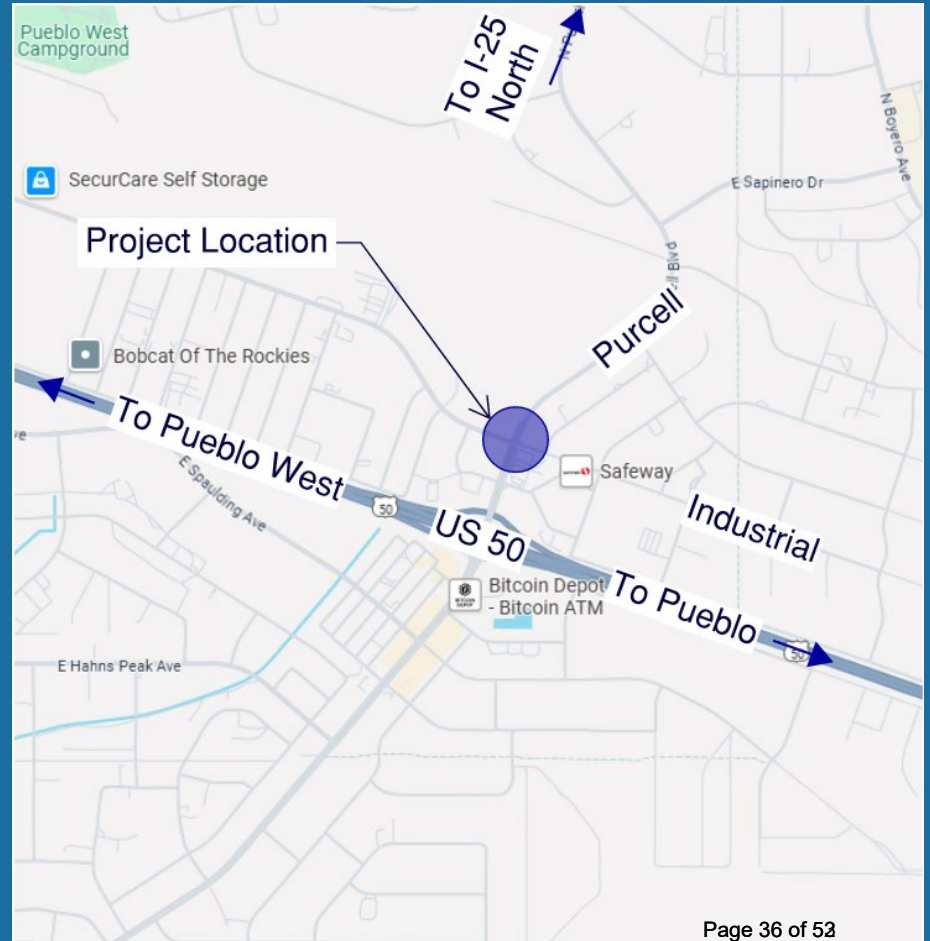 Pueblo West
Campground
To I-25
North
N Boyero Ave
SecurCare Self Storage
E Sapinero Dr
Project Location
Blvd
Purcell
Bobcat Of The Rockies
To Pueblo West
E Spaulding Ave
50
Safeway
US 50
Industrial
Bitcoin Depot
- Bitcoin ATM
To Pueblo
50
E Hahns Peak Ave
Page 36 of